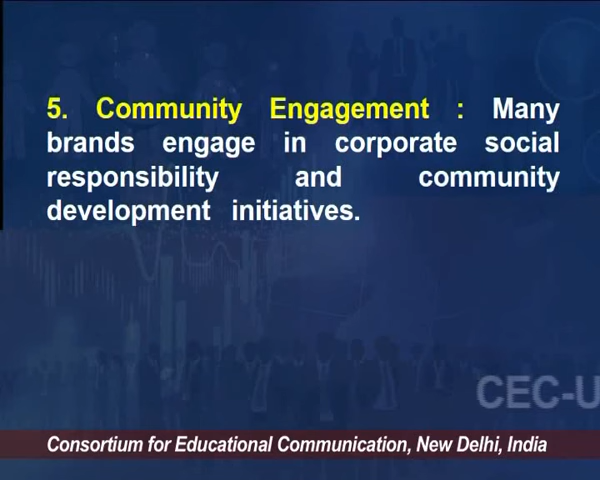 5. Community Engagement : Many
brands engage in corporate social
responsibility and community
development initiatives.
CEC-U
Consortium for Educational Communication, New Delhi, India